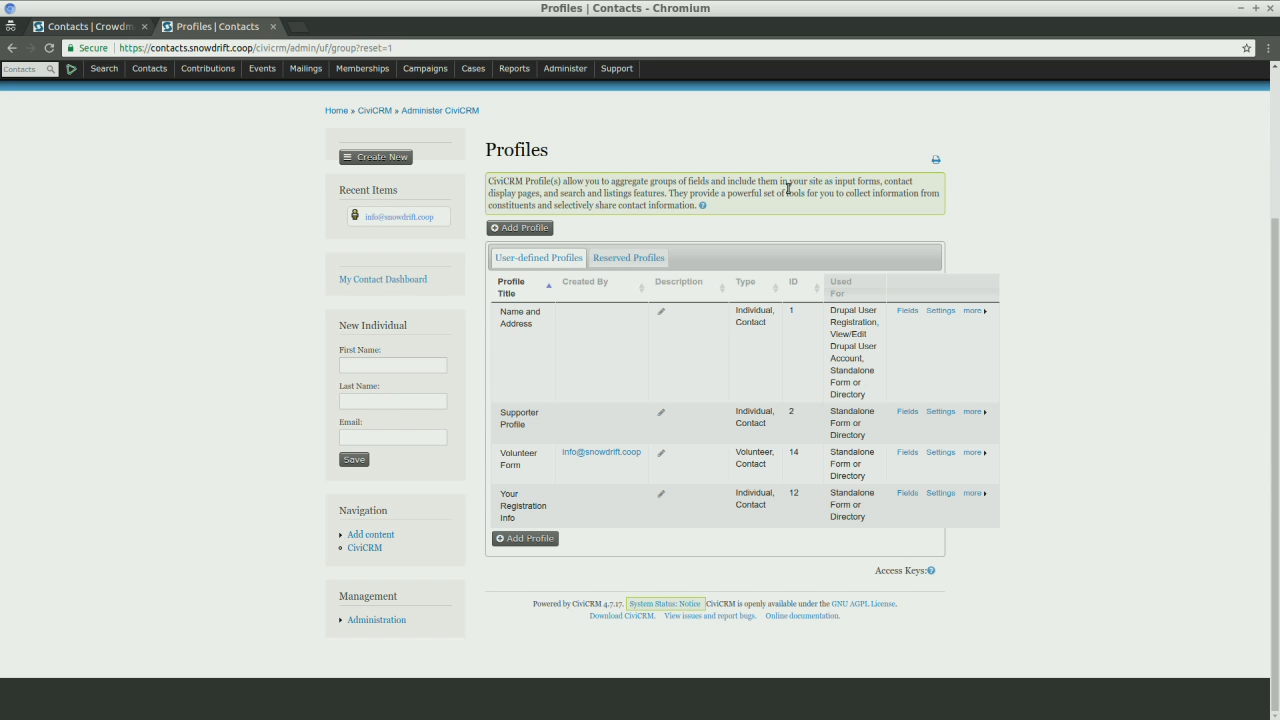 Profiles | Contacts - Chromium
Contacts | Crowdm
Profiles | Contacts
Secure
https://contacts.snowdrift.coop/civicrm/admin/uf/group?reset=1
Contacts
Search Contacts Contributions Events Mailings Memberships Campaigns Cases Reports Administer Support
Home » CiviCRM » Administer CiviCRM
Create New
Recent Items
info@snowdrift.coop
My Contact Dashboard
New Individual
First Name:
Last Name:
Email:
Save
Navigation
Add content
CiviCRM
Management
Administration
Profiles
CiviCRM Profile(s) allow you to aggregate groups of fields and include them in your site as input forms, contact
display pages, and search and listings features. They provide a powerful set of tools for you to collect information from
constituents and selectively share contact information.
Add Profile
User-defined Profiles Reserved Profiles
Profile Title Created By Description Type ID Used For
Name and Address
Individual, Contact
1
Drupal User Registration, View/Edit Drupal User Account, Standalone Form or Directory
Fields Settings more
Supporter Profile
Individual, Contact
2
Standalone Form or Directory
Fields Settings more
Volunteer Form
info@snowdrift.coop
Volunteer, Contact
14
Standalone Form or Directory
Fields Settings more
Your Registration Info
Individual, Contact
12
Standalone Form or Directory
Fields Settings more
Add Profile
Access Keys:
Powered by CiviCRM 4.7.17. System Status: Notice CiviCRM is openly available under the GNU AGPL License.
Download CiviCRM. View issues and report bugs. Online documentation.